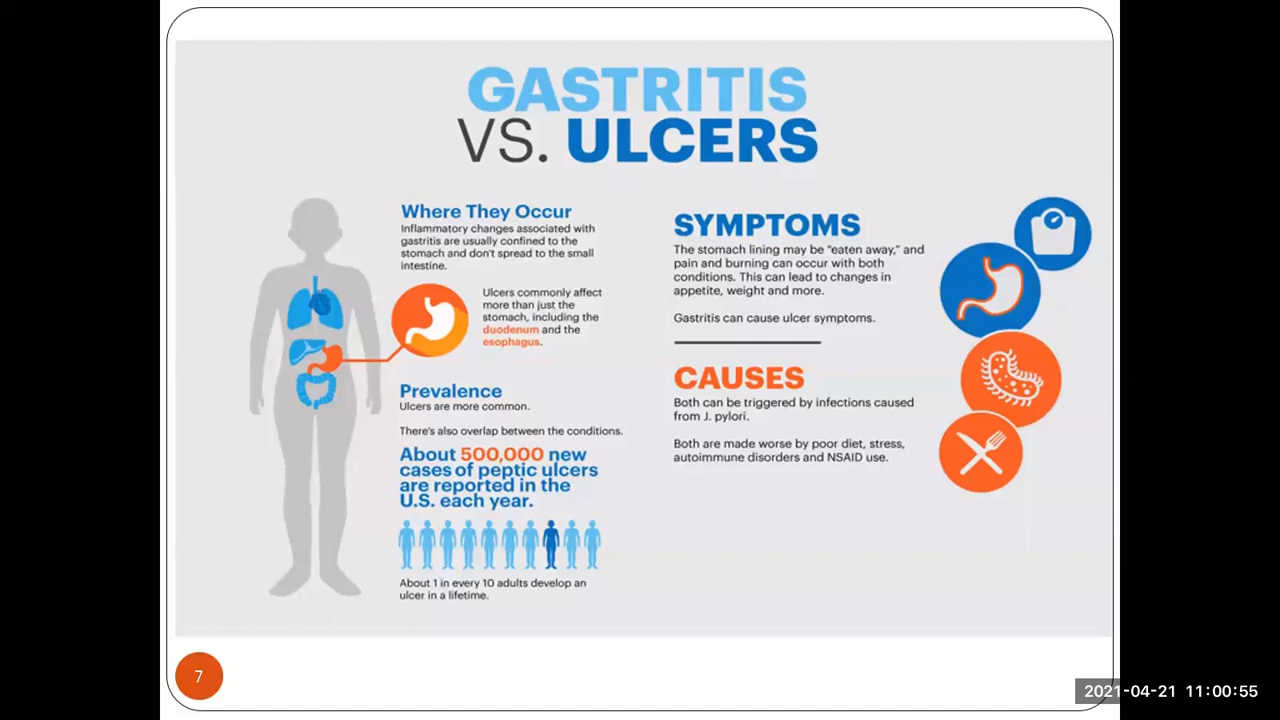 GASTRITIS
VS. ULCERS
Where They Occur
Inflammatory changes associated with
gastritis are usually confined to the
stomach and don't spread to the small
intestine.
Ulcers commonly affect
more than just the
stomach, including the
duodenum and the
esophagus.
Prevalence
Ulcers are more common.
There's also overlap between the conditions.
About 500,000 new
cases of peptic ulcers
are reported in the
U.S. each year.
About 1 in every 10 adults develop an
ulcer in a lifetime.
SYMPTOMS
The stomach lining may be "eaten away," and
pain and burning can occur with both
conditions. This can lead to changes in
appetite, weight and more.
Gastritis can cause ulcer symptoms.
CAUSES
Both can be triggered by infections caused
from J. pylori.
Both are made worse by poor diet, stress,
autoimmune disorders and NSAID use.
7
2021-04-21 11:00:55